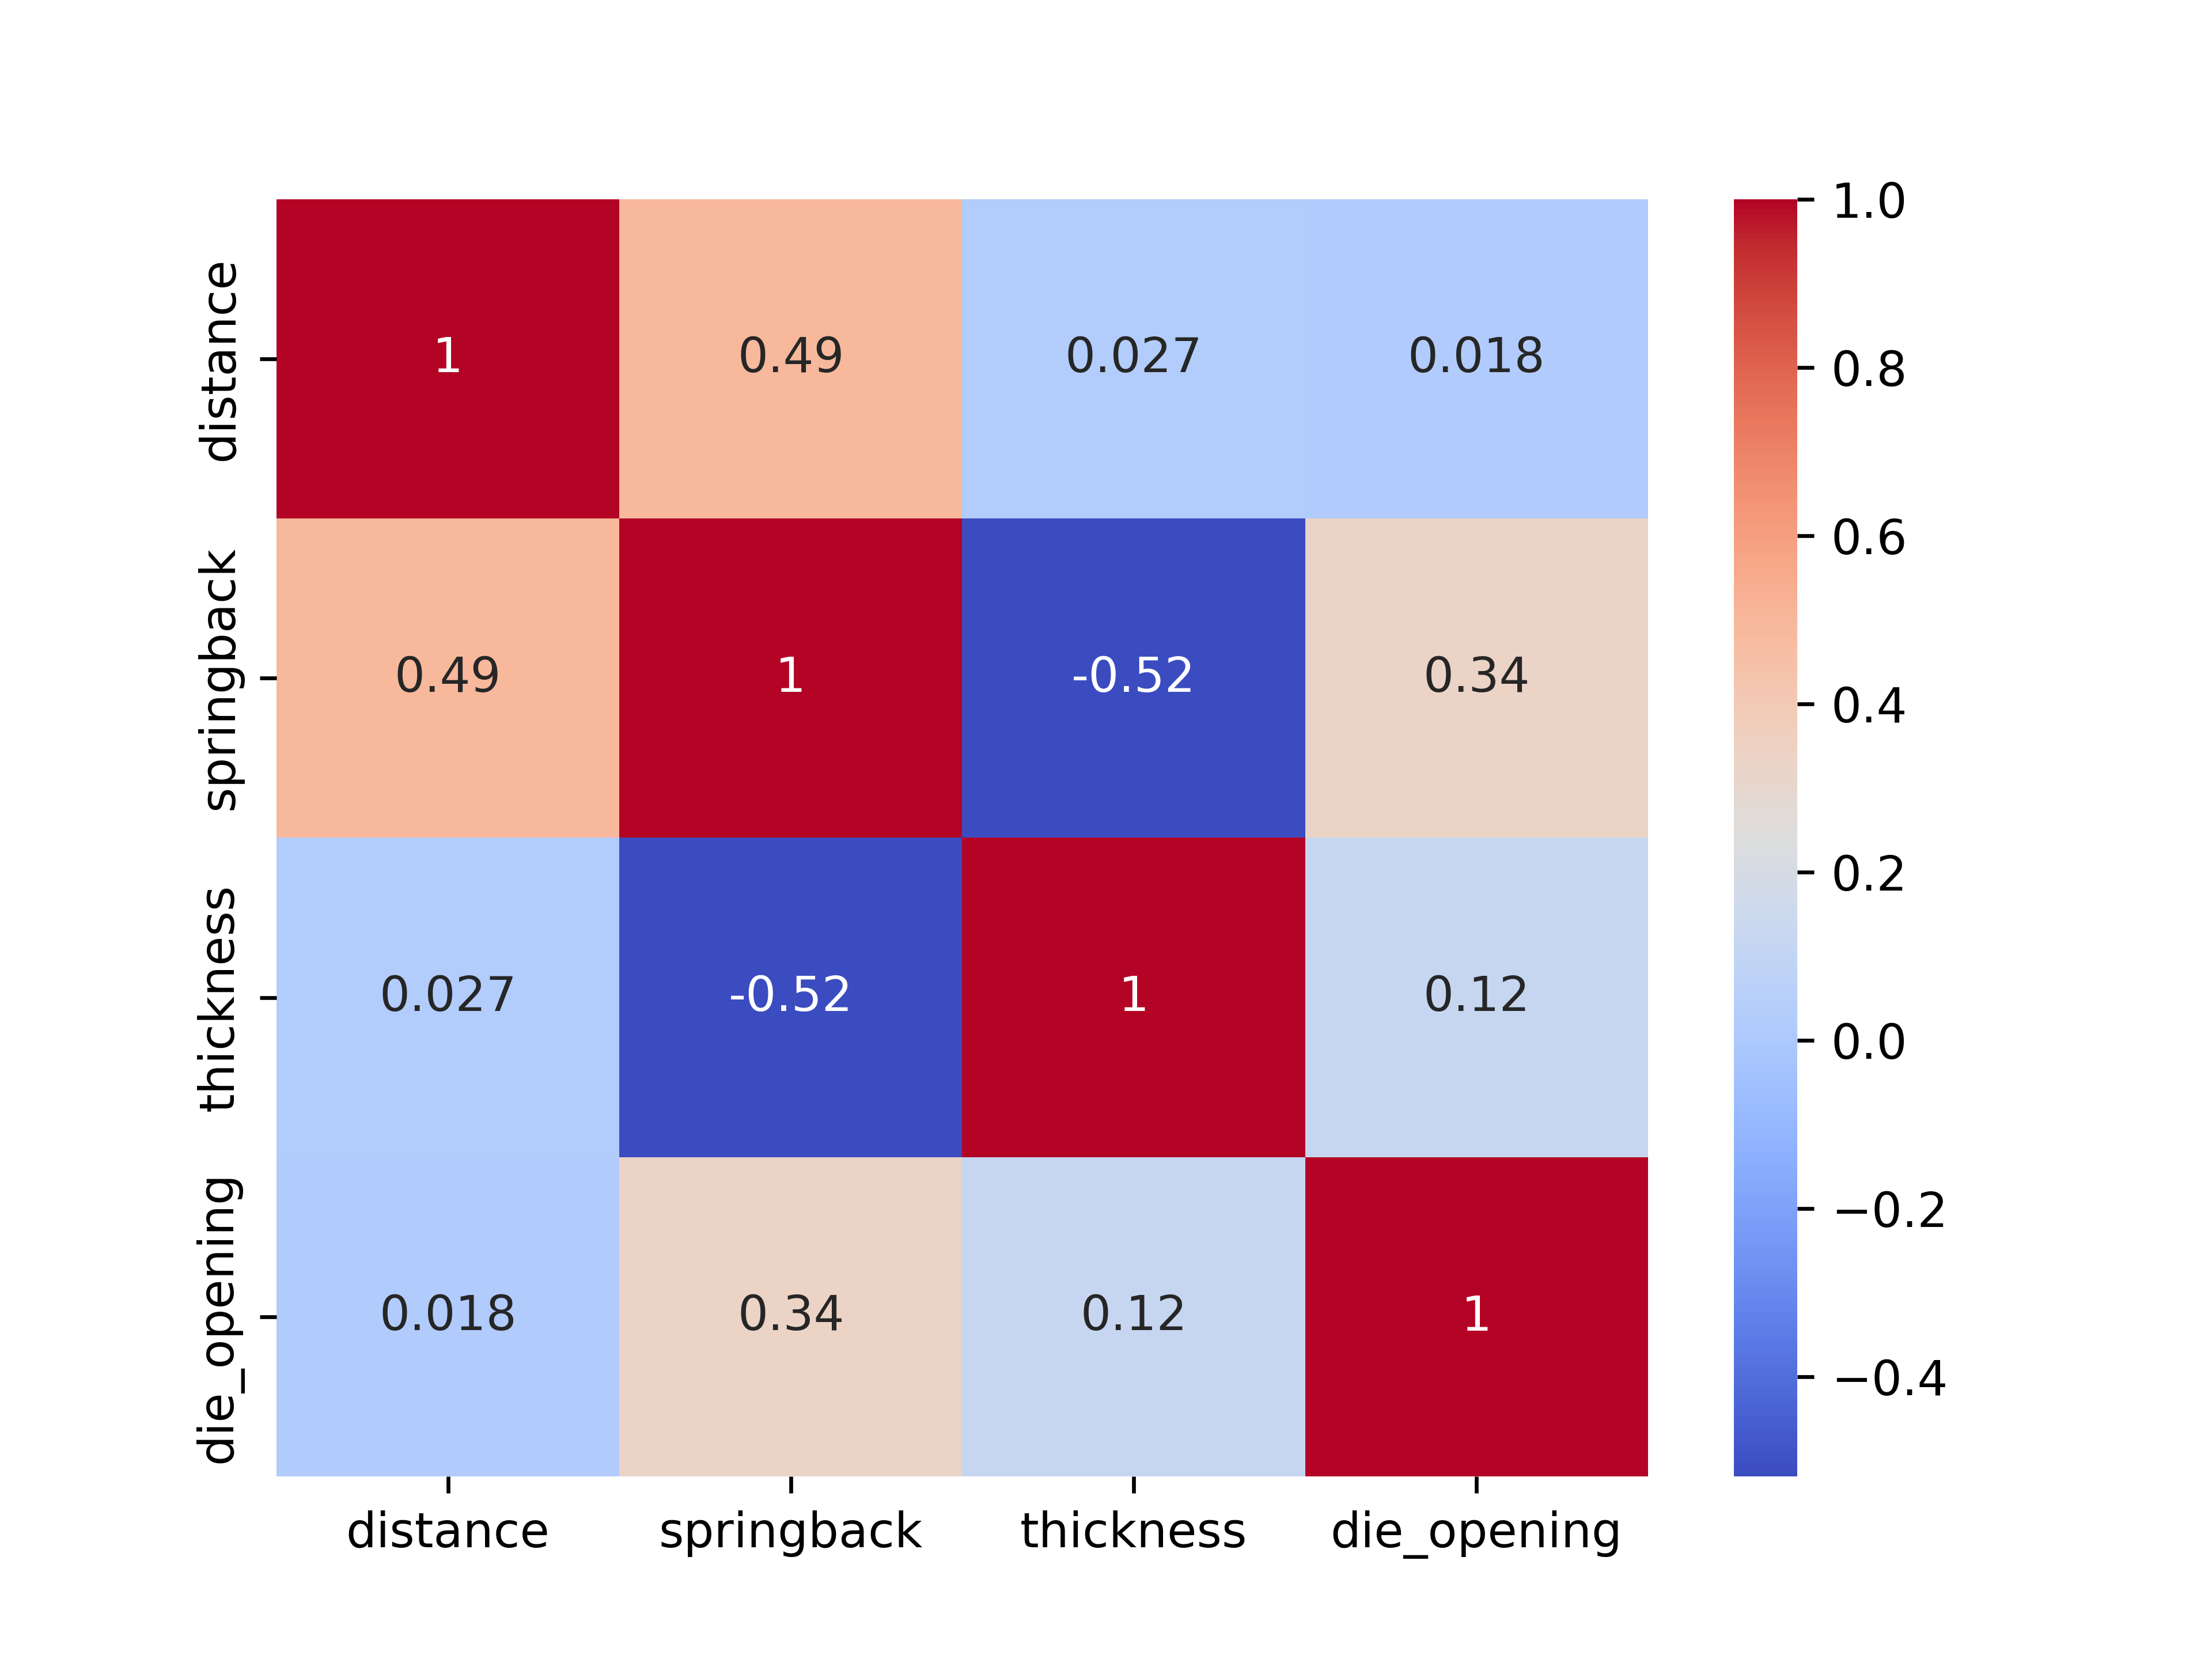 distance 1 0.49 0.027 0.018
springback 0.49 1 -0.52 0.34
thickness 0.027 -0.52 1 0.12
die_opening 0.018 0.34 0.12 1
distance springback thickness die_opening
1.0
0.8
0.6
0.4
0.2
0.0
−0.2
−0.4